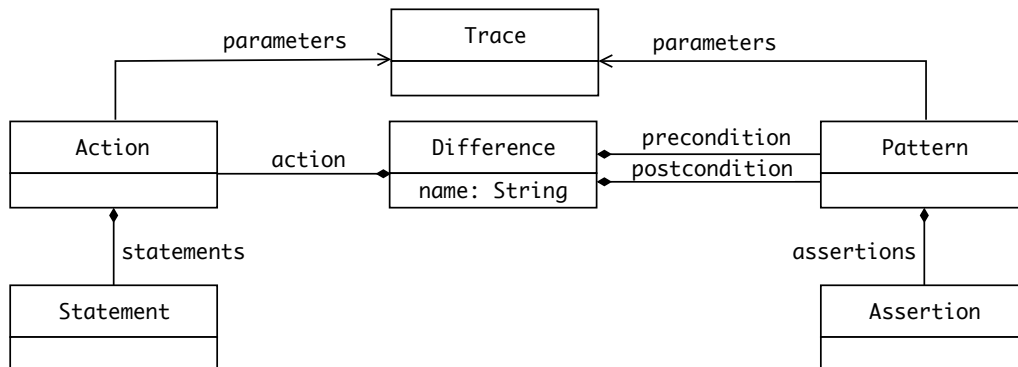 parameters
Trace
parameters
Action
action
Difference
name: String
precondition
postcondition
Pattern
statements
assertions
Statement
Assertion